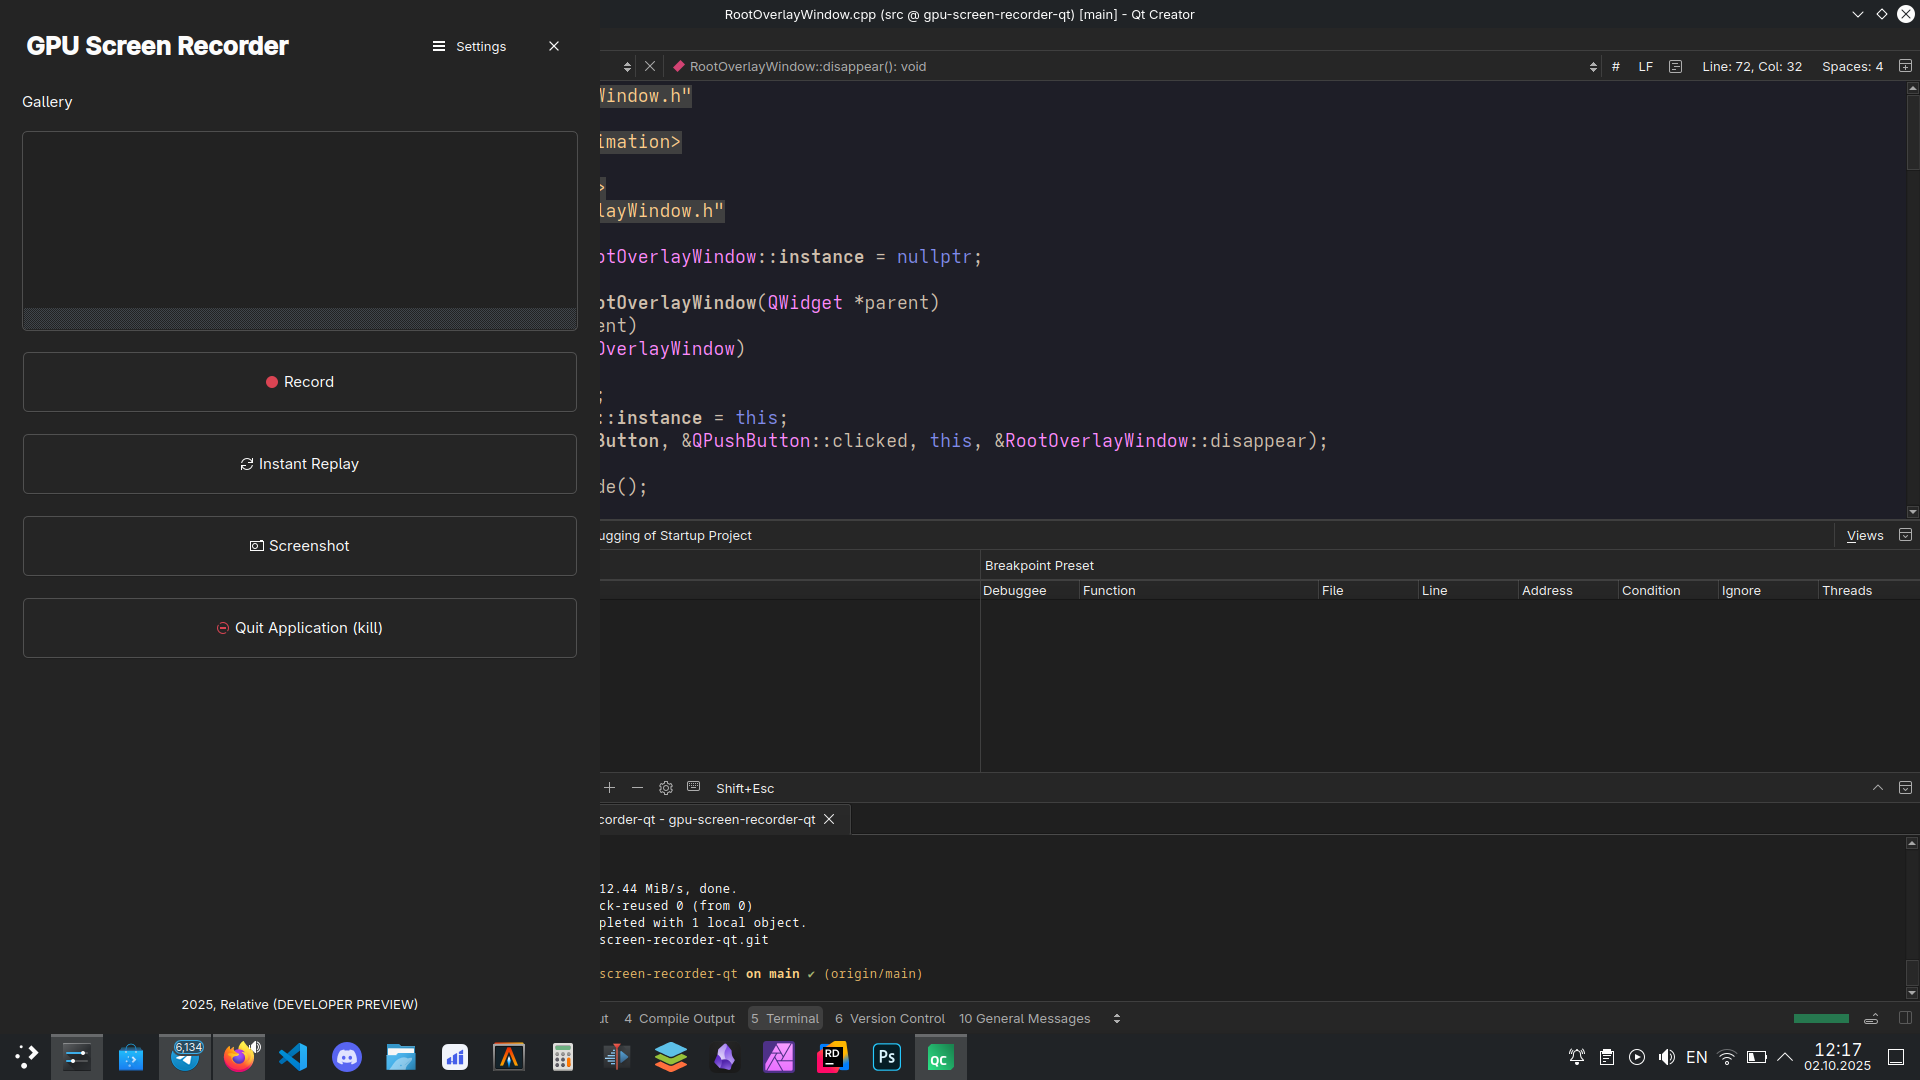 RootOverlayWindow.cpp (src @ gpu-screen-recorder-qt) [main] - Qt Creator
GPU Screen Recorder
Settings
Gallery
Record
Instant Replay
Screenshot
Quit Application (kill)
2025, Relative (DEVELOPER PREVIEW)
RootOverlayWindow::disappear(): void
#
LF
Line: 72, Col: 32
Spaces: 4
Window.h"
imation>
>
layWindow.h"
otOverlayWindow::instance = nullptr;
otOverlayWindow(QWidget *parent)
ent)
OverlayWindow)
;
::instance = this;
Button, &QPushButton::clicked, this, &RootOverlayWindow::disappear);
de();
ugging of Startup Project
Views
Breakpoint Preset
Debuggee Function File Line Address Condition Ignore Threads
Shift+Esc
corder-qt - gpu-screen-recorder-qt
12.44 MiB/s, done.
ck-reused 0 (from 0)
pleted with 1 local object.
screen-recorder-qt.git
screen-recorder-qt on main ✔ (origin/main)
ut 4 Compile Output 5 Terminal 6 Version Control 10 General Messages
6,134
RD
Ps
QC
EN
12:17
02.10.2025